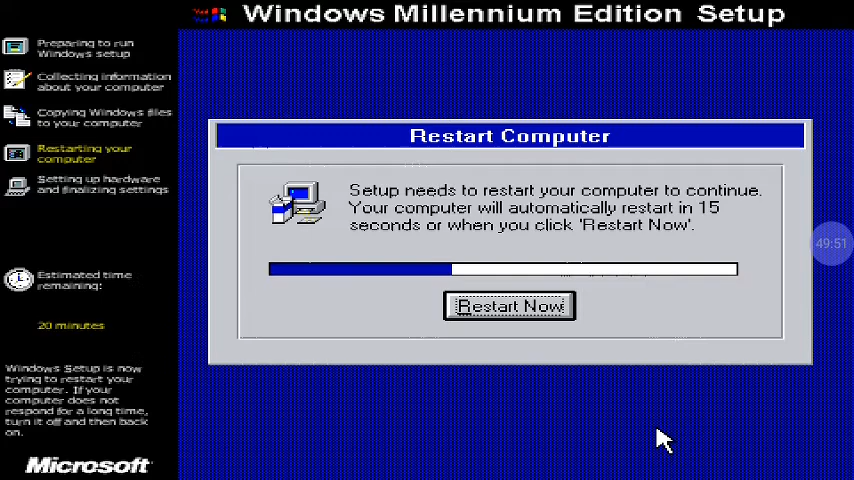 Windows Millennium Edition Setup
Preparing to run
Windows setup
Collecting information
about your computer
Copying Windows files
to your computer
Restarting your
computer
Setting up hardware
and finalizing settings
Estimated time
remaining:
20 minutes
Windows Setup is now
trying to restart your
computer. If your
computer does not
respond for a long time,
turn it off and then back
on.
Microsoft
Restart Computer
Setup needs to restart your computer to continue.
Your computer will automatically restart in 15
seconds or when you click 'Restart Now'.
Restart Now
49:51